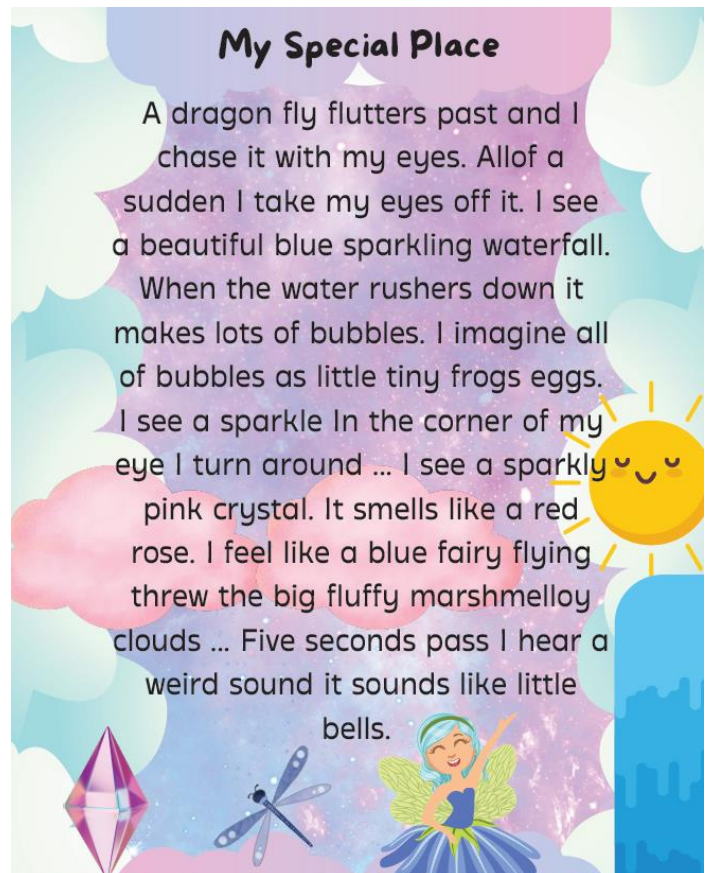 My Special Place
A dragon fly flutters past and I
chase it with my eyes. Allof a
sudden I take my eyes off it. I see
a beautiful blue sparkling waterfall.
When the water rushers down it
makes lots of bubbles. I imagine all
of bubbles as little tiny frogs eggs.
I see a sparkle In the corner of my
eye I turn around ... I see a sparkly
pink crystal. It smells like a red
rose. I feel like a blue fairy flying
threw the big fluffy marshmelloy
clouds ... Five seconds pass I hear a
weird sound it sounds like little
bells.